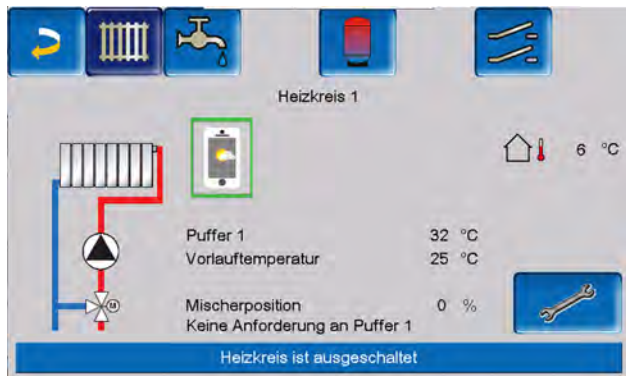 Heizkreis 1
6 °C
Puffer 1 32 °C
Vorlauftemperatur 25 °C
M
Mischerposition 0 %
Keine Anforderung an Puffer 1
Heizkreis ist ausgeschaltet